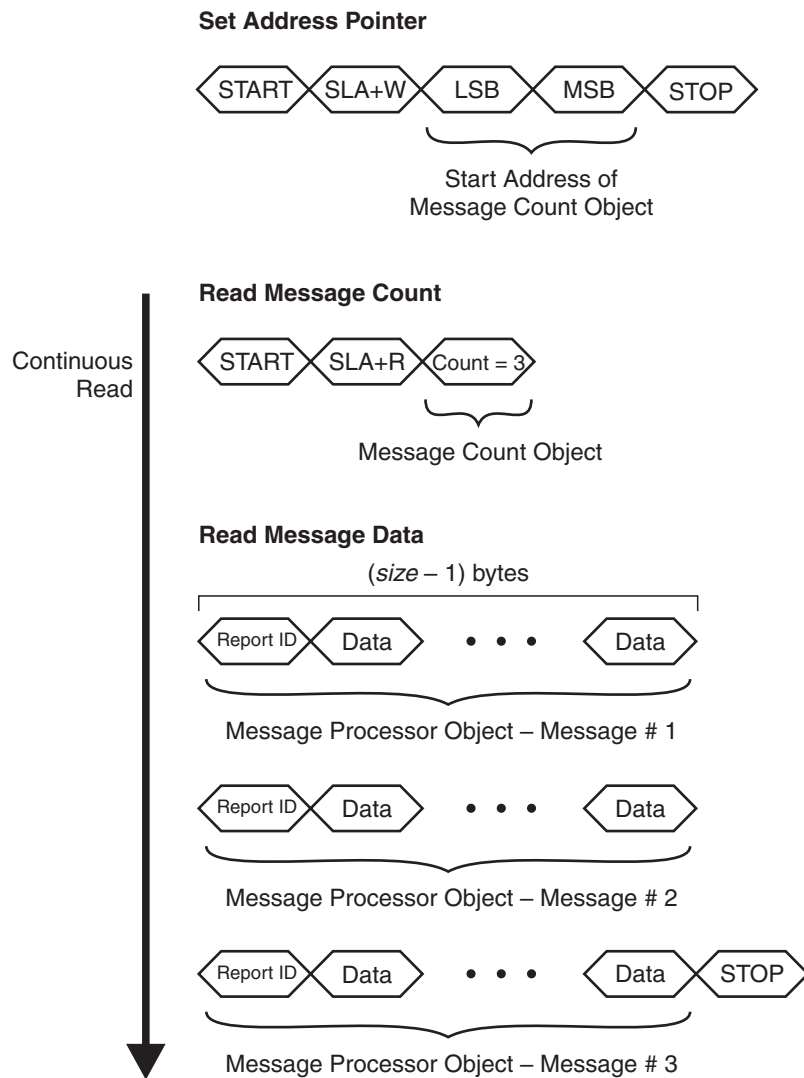 Set Address Pointer
START SLA+W LSB MSB STOP
Start Address of
Message Count Object
Read Message Count
Continuous
Read
START SLA+R Count = 3
Message Count Object
Read Message Data
(size – 1) bytes
Report ID Data • • • Data
Message Processor Object – Message # 1
Report ID Data • • • Data
Message Processor Object – Message # 2
Report ID Data • • • Data STOP
Message Processor Object – Message # 3